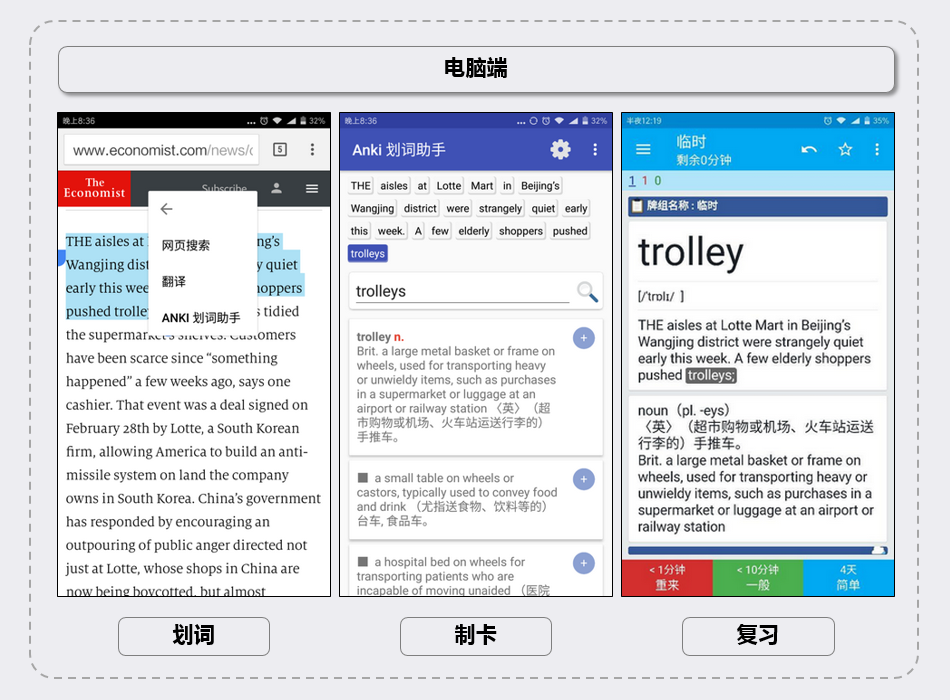 电脑端
晚上8:36
32%
www.economist.com/news/c
5
The
Economist
Subscribe
网页搜索
翻译
ANKI 划词助手
THE aisles at
ng's
Wangjing dist
y quiet
early this wee
hoppers
pushed trolle
s tidied
the supermarket's shelves. Customers
have been scarce since "something
happened" a few weeks ago, says one
cashier. That event was a deal signed on
February 28th by Lotte, a South Korean
firm, allowing America to build an anti-
missile system on land the company
owns in South Korea. China's government
has responded by encouraging an
outpouring of public anger directed not
just at Lotte, whose shops in China are
now being boycotted, but almost
划词
晚上8:36
32%
Anki 划词助手
THE aisles at Lotte Mart in Beijing's
Wangjing district were strangely quiet early
this week. A few elderly shoppers pushed
trolleys
trolleys
trolley n.
Brit. a large metal basket or frame on
wheels, used for transporting heavy
or unwieldy items, such as purchases
in a supermarket or luggage at an
airport or railway station 〈英〉（超
市购物或机场、火车站运送行李的）
手推车。
■ a small table on wheels or
castors, typically used to convey food
and drink （尤指送食物、饮料等的）
台车, 食品车。
■ a hospital bed on wheels for
transporting patients who are
incapable of moving unaided （医院
制卡
半夜12:19
35%
临时
剩余0分钟
1 1 0
牌组名称 : 临时
trolley
[/'trɒlɪ/ ]
THE aisles at Lotte Mart in Beijing's
Wangjing district were strangely quiet
early this week. A few elderly shoppers
pushed trolleys;
noun（pl. -eys）
〈英〉（超市购物或机场、火车站运送
行李的）手推车。
Brit. a large metal basket or frame on
wheels, used for transporting heavy or
unwieldy items, such as purchases in a
supermarket or luggage at an airport or
railway station
< 1分钟
重来
< 10分钟
一般
4天
简单
复习